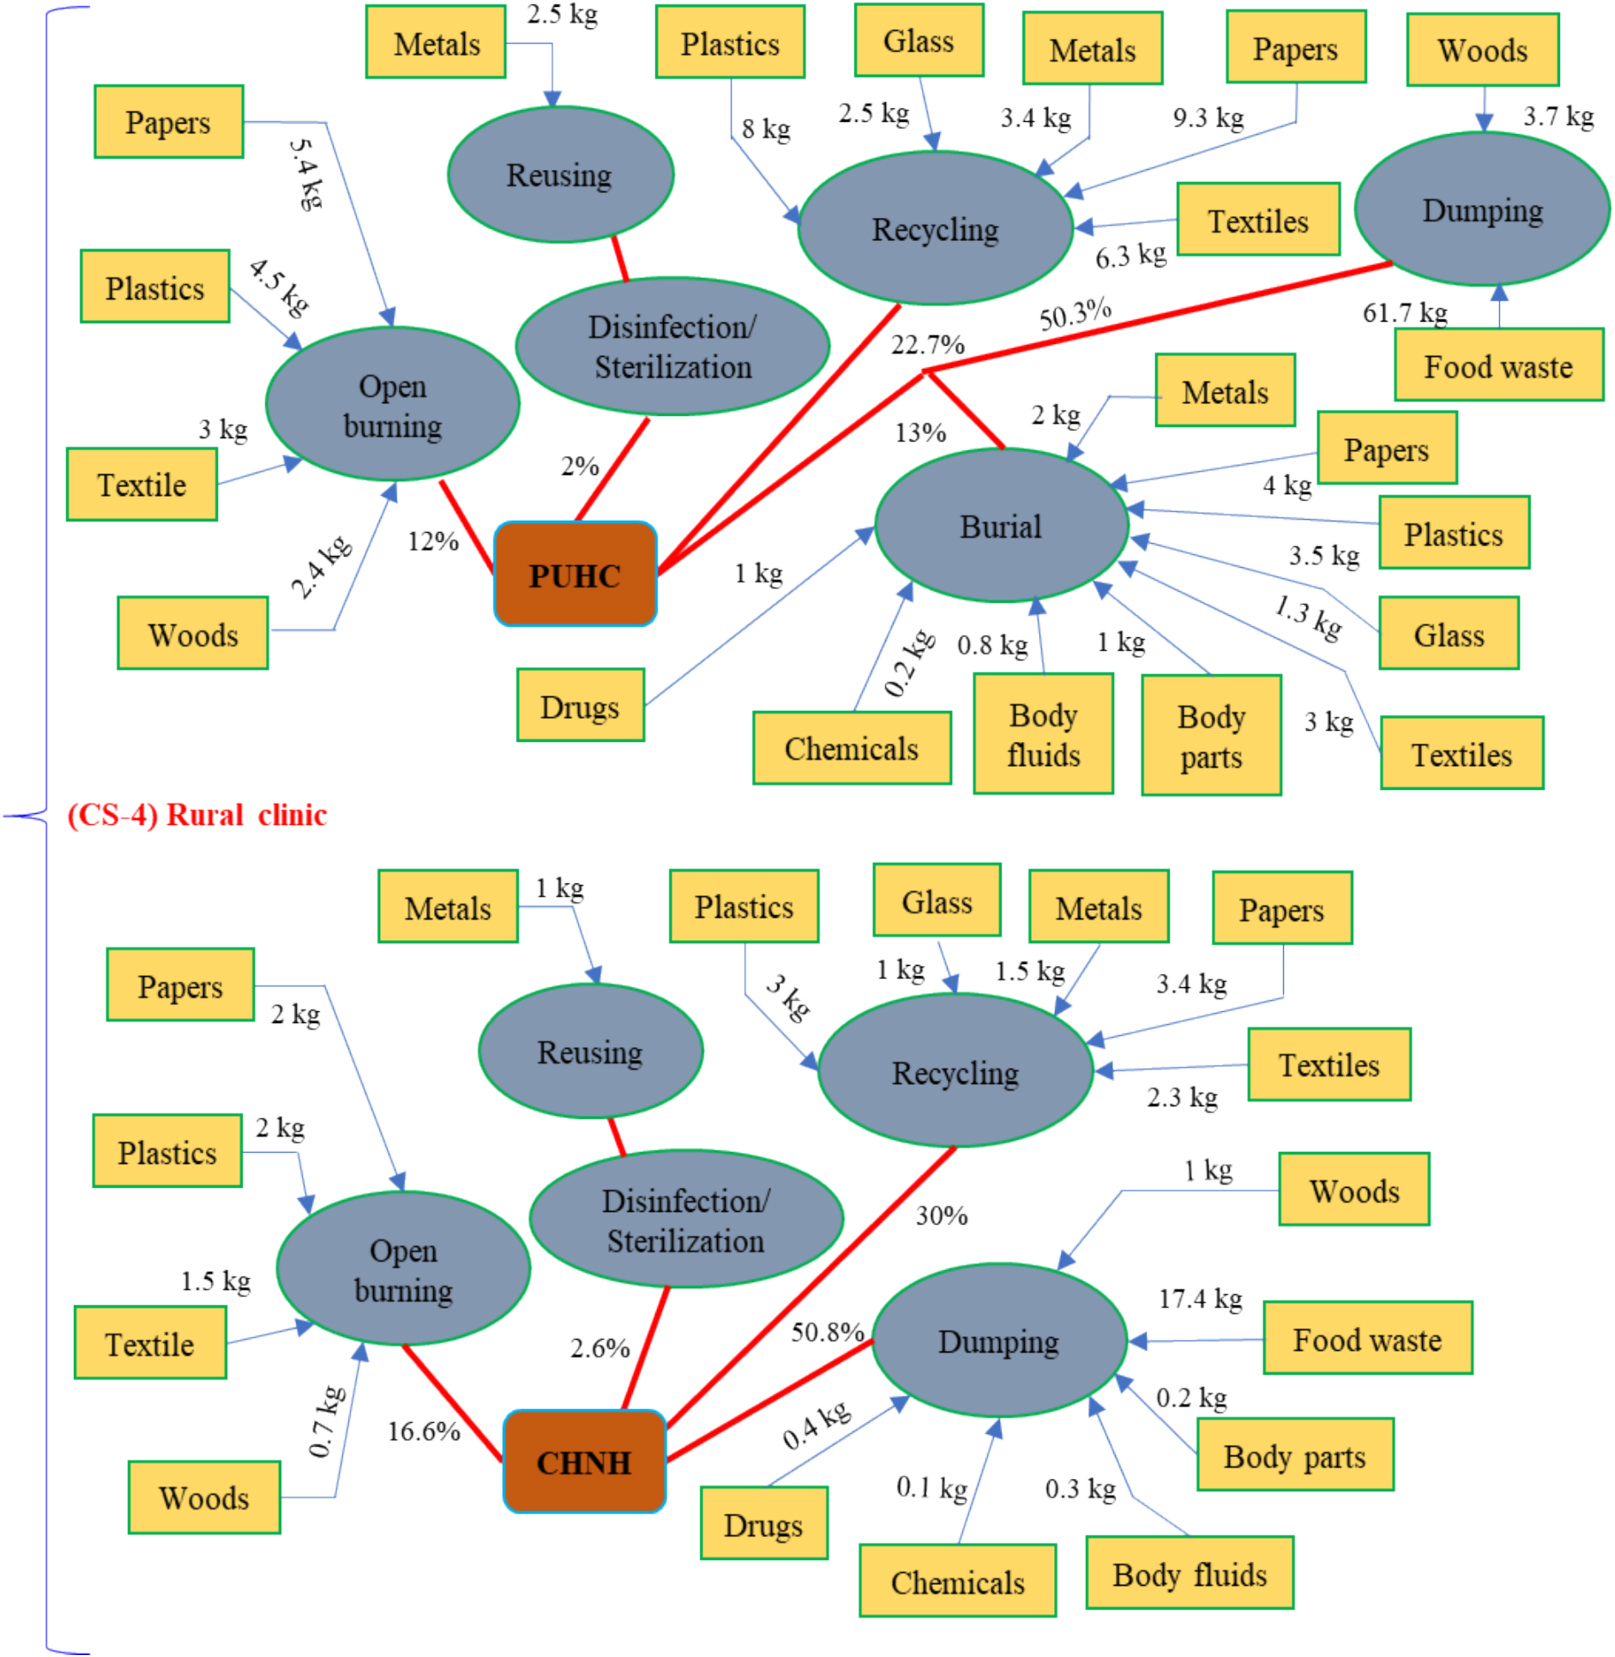 Metals
2.5 kg
Plastics
Glass
Metals
Papers
Woods
Papers
5.4 kg
8 kg
2.5 kg
3.4 kg
9.3 kg
3.7 kg
Reusing
Recycling
Textiles
6.3 kg
Dumping
Plastics
4.5 kg
Disinfection/
Sterilization
22.7%
50.3%
61.7 kg
Food waste
Open
burning
3 kg
Textile
2%
12%
13%
Metals
2 kg
Papers
4 kg
Burial
Plastics
3.5 kg
PUHC
2.4 kg
Woods
1 kg
Drugs
0.2 kg
Chemicals
0.8 kg
Body
fluids
1 kg
Body
parts
1.3 kg
Glass
3 kg
Textiles
(CS-4) Rural clinic
Metals
1 kg
Plastics
Glass
Metals
Papers
Papers
2 kg
3 kg
1 kg
1.5 kg
3.4 kg
Reusing
Recycling
Textiles
2.3 kg
Plastics
2 kg
Disinfection/
Sterilization
30%
1 kg
Woods
Open
burning
1.5 kg
Textile
2.6%
50.8%
Dumping
17.4 kg
Food waste
0.7 kg
Woods
16.6%
CHNH
0.4 kg
Drugs
0.1 kg
Chemicals
0.3 kg
Body fluids
0.2 kg
Body parts